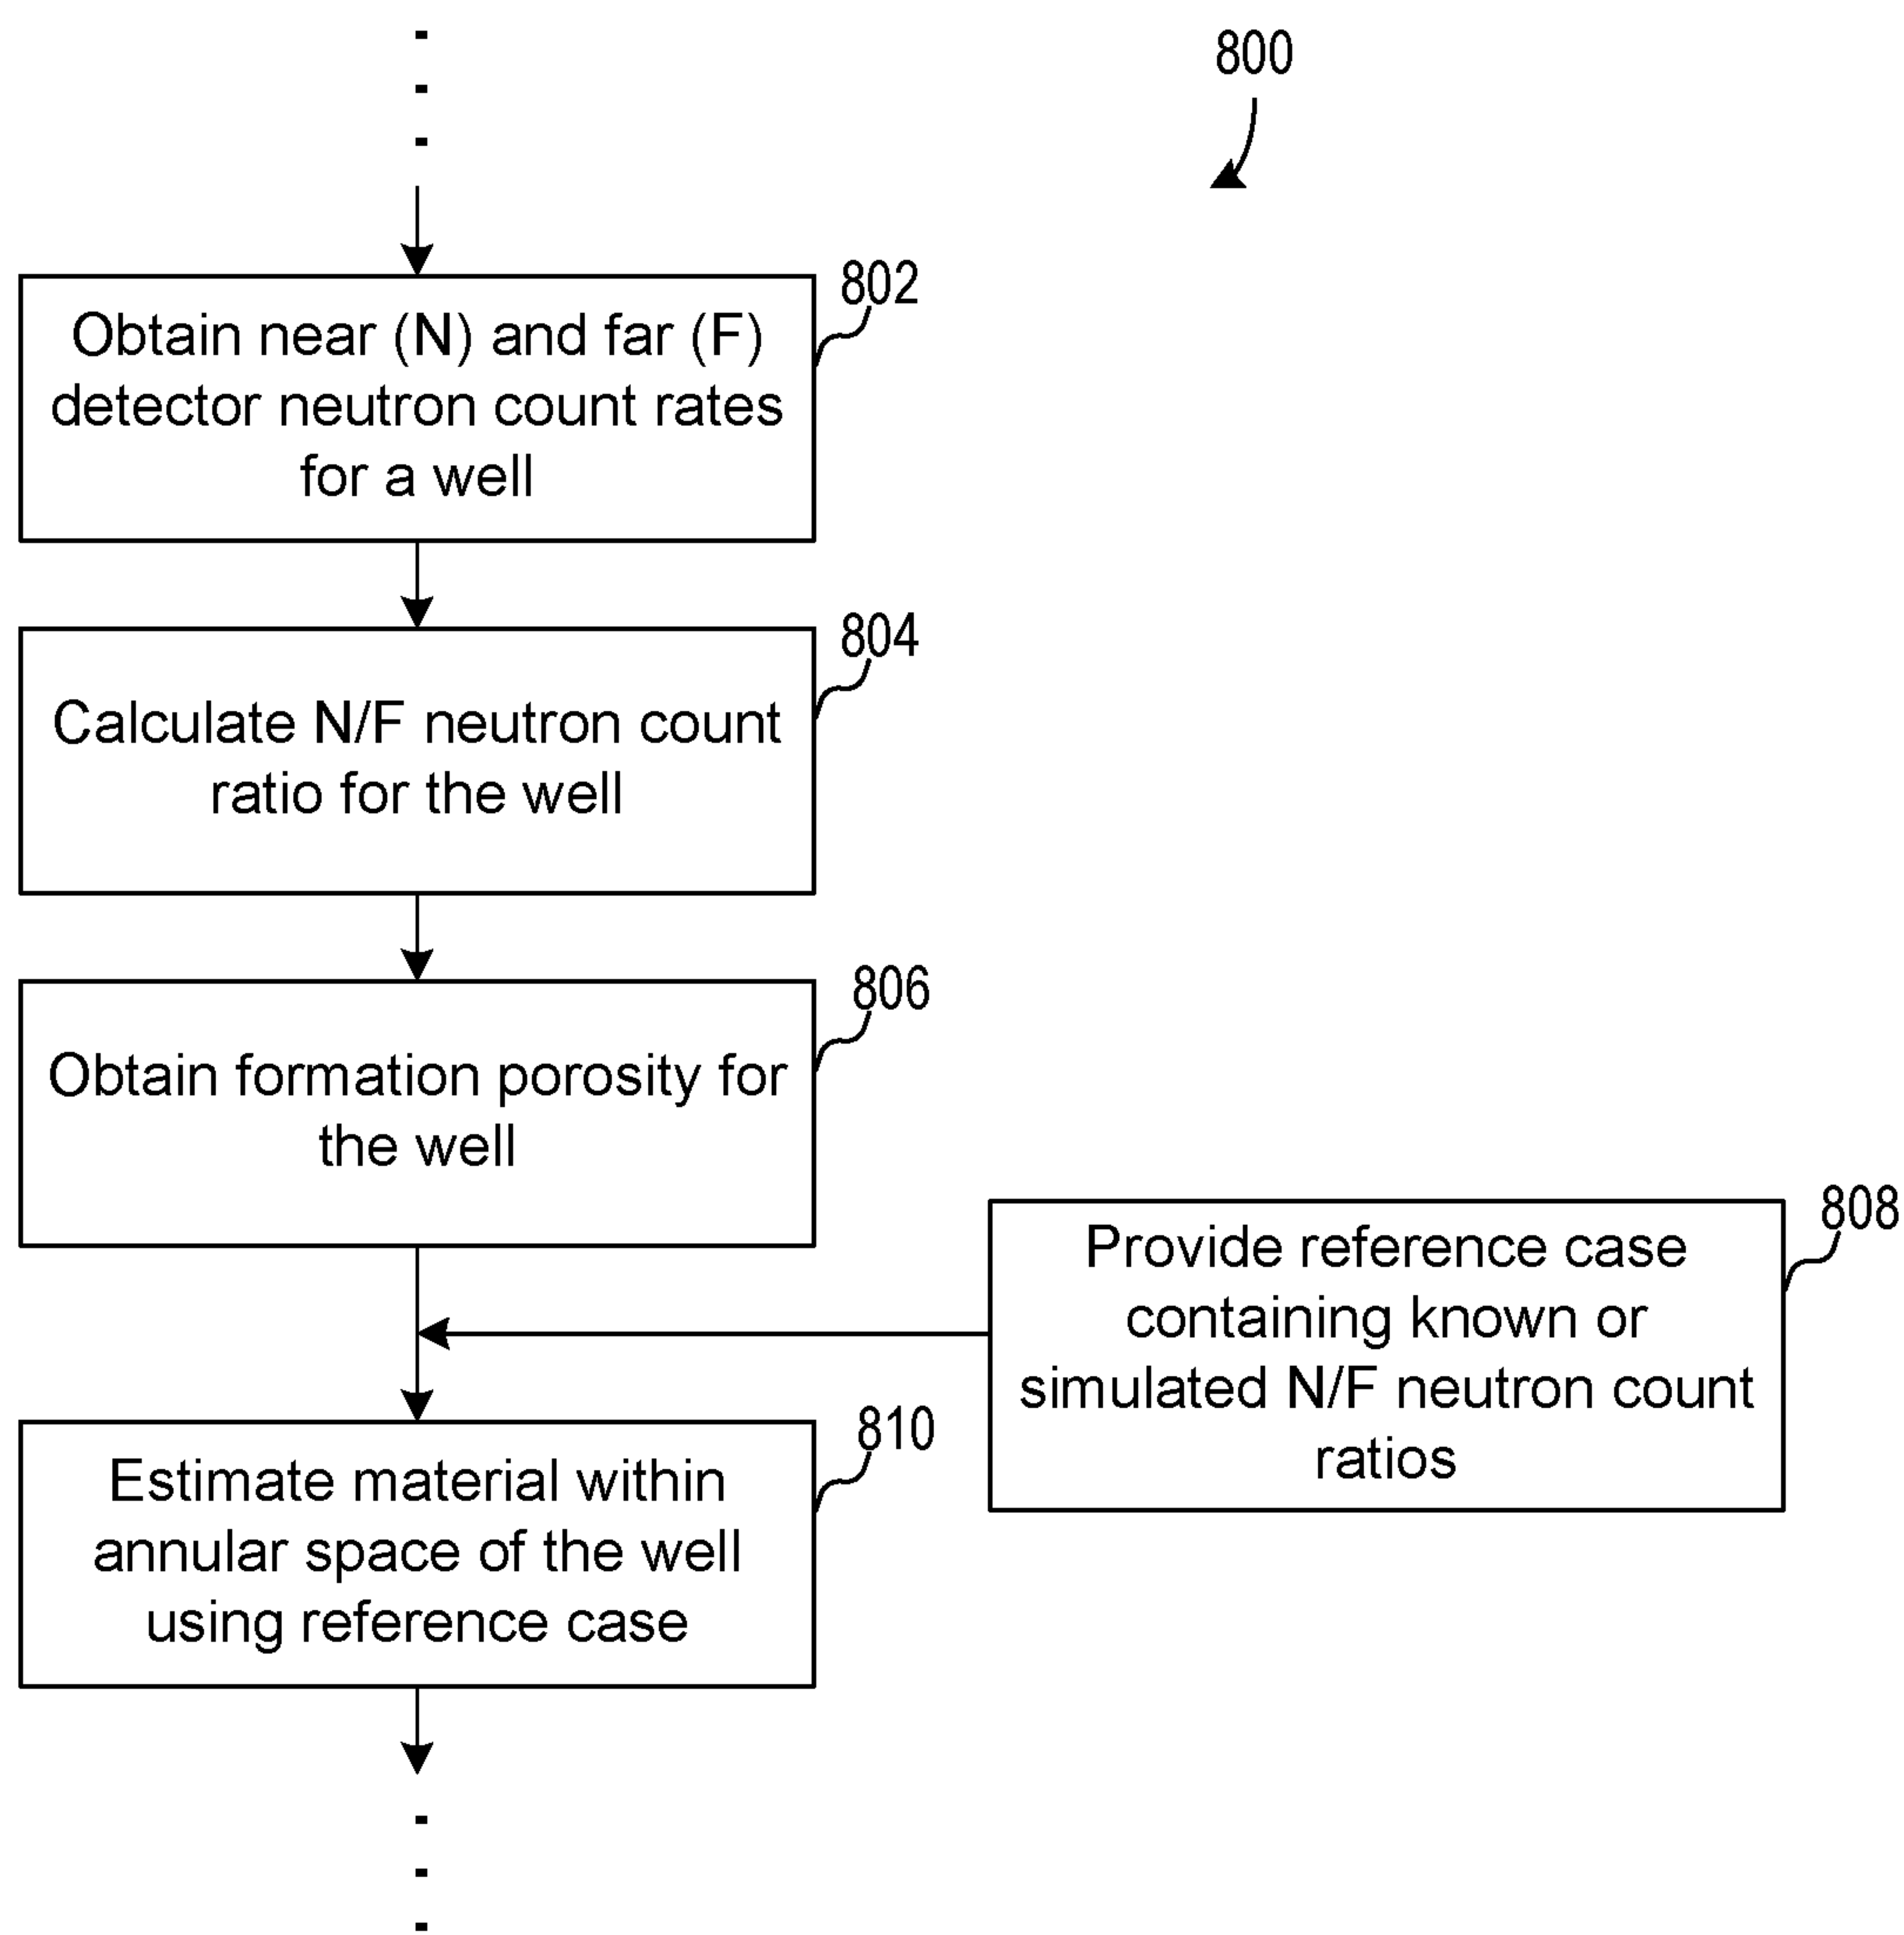 800
802
Obtain near (N) and far (F)
detector neutron count rates
for a well
804
Calculate N/F neutron count
ratio for the well
806
Obtain formation porosity for
the well
808
Provide reference case
containing known or
simulated N/F neutron count
ratios
810
Estimate material within
annular space of the well
using reference case